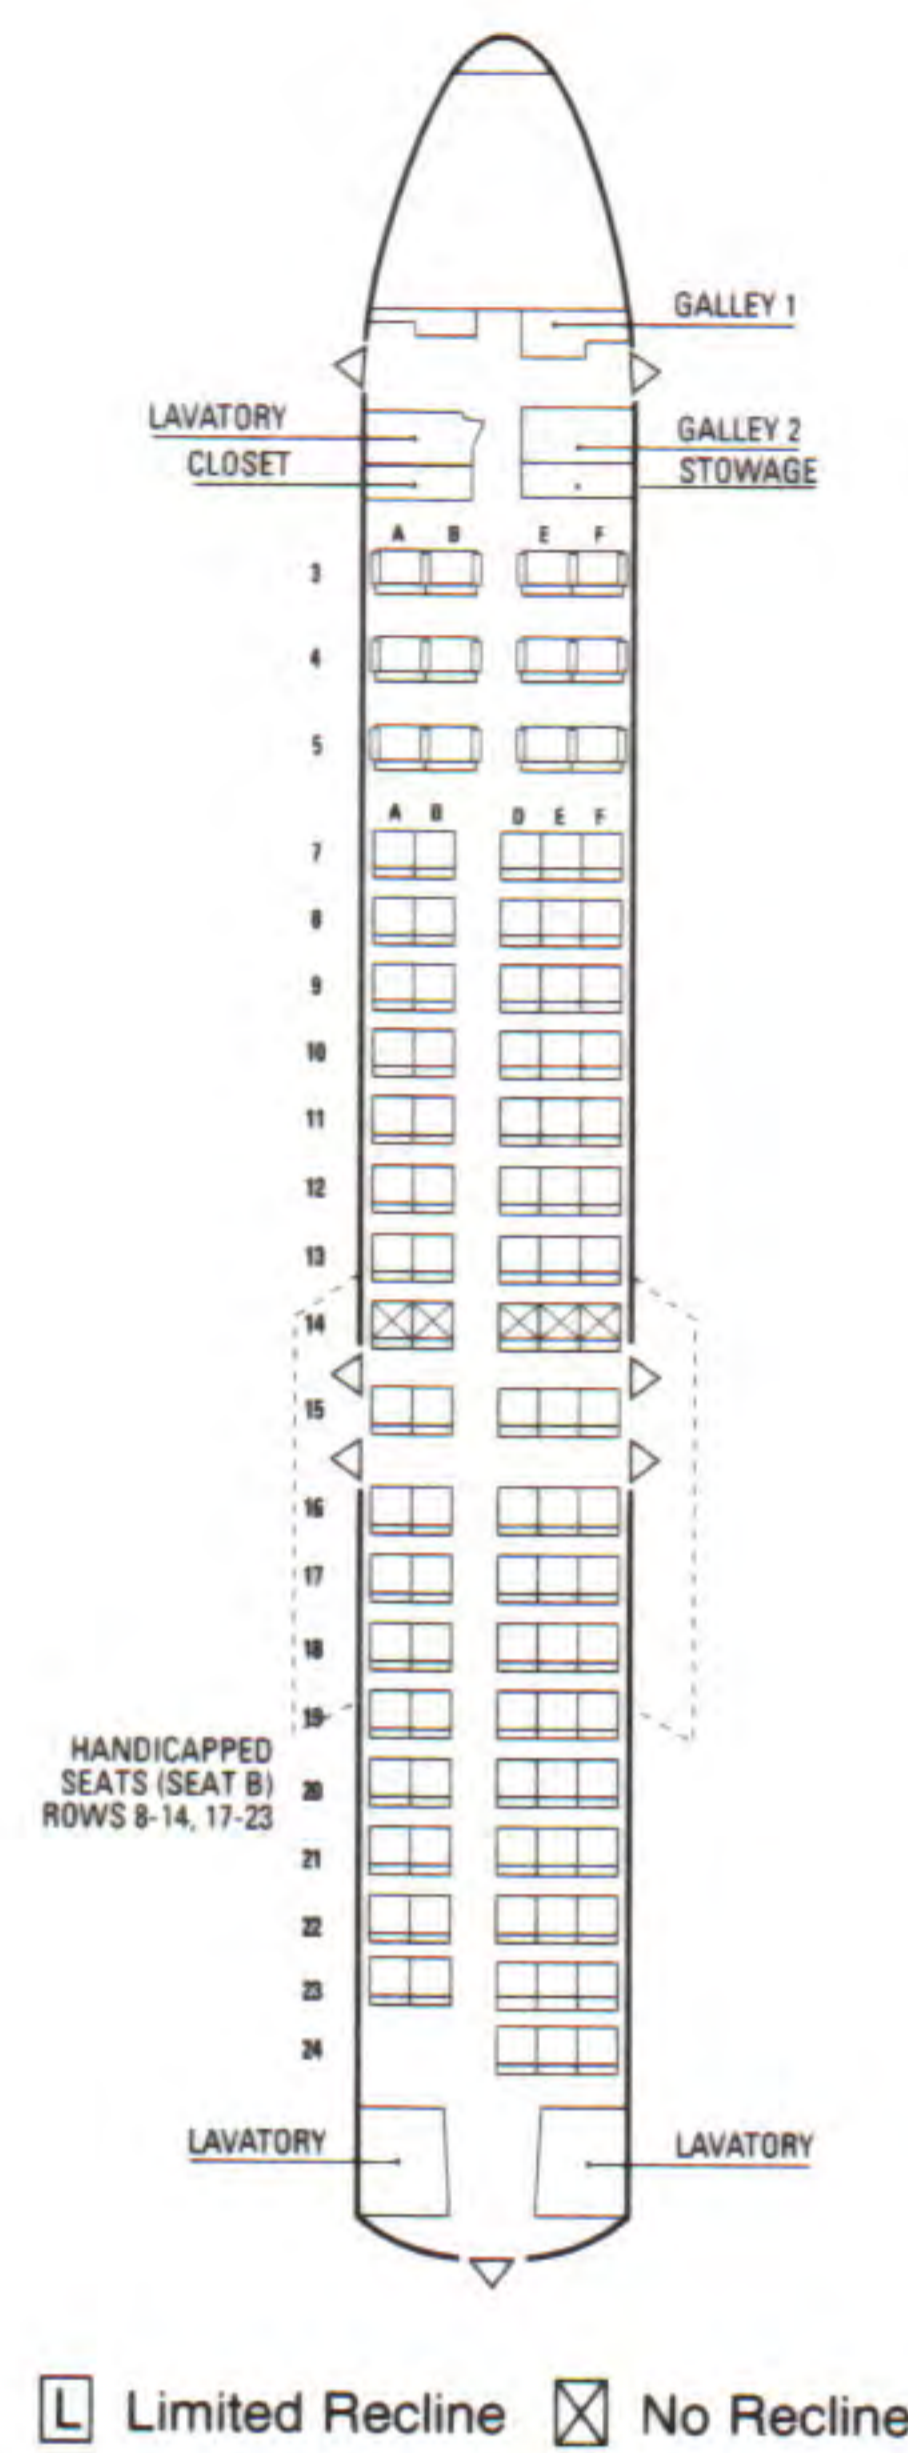 GALLEY 1
LAVATORY
GALLEY 2
CLOSET
STOWAGE
A B E F
3
4
5
A B D E F
7
8
9
10
11
12
13
14
15
16
17
18
19
HANDICAPPED
SEATS (SEAT B)
ROWS 8-14, 17-23
20
21
22
23
24
LAVATORY
LAVATORY
L Limited Recline No Recline